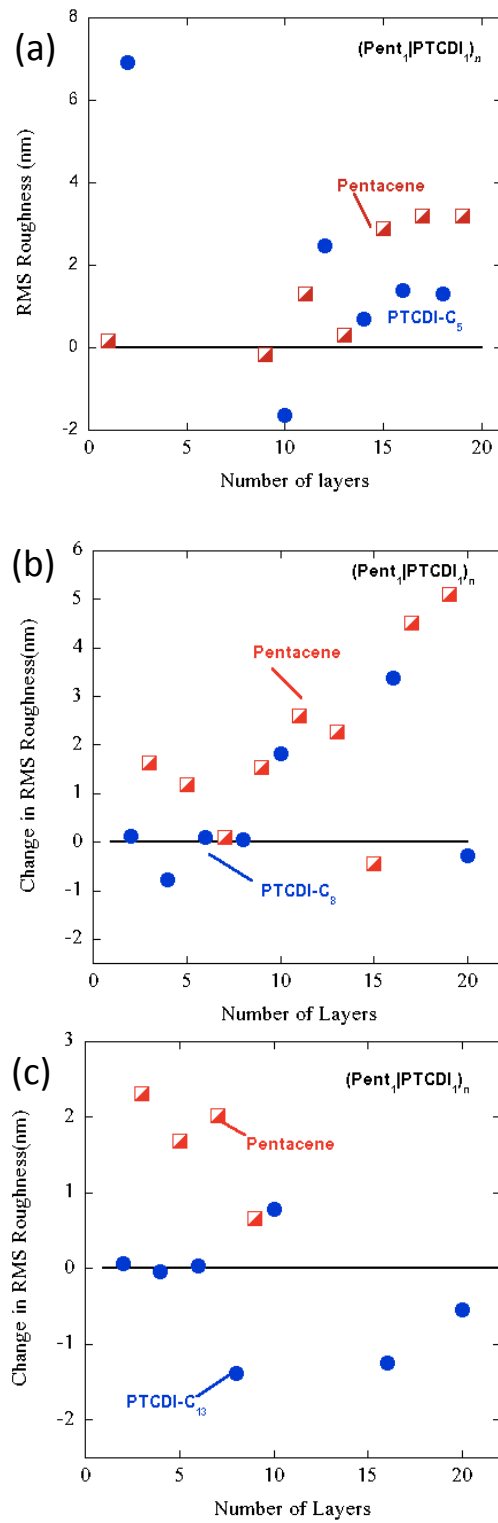 (a)
8
6
4
2
0
-2
RMS Roughness (nm)
(Pent₁|PTCDI₁)ₙ
Pentacene
PTCDI-C₅
0
5
10
15
20
Number of layers
(b)
6
5
4
3
2
1
0
-1
-2
Change in RMS Roughness(nm)
(Pent₁|PTCDI₁)ₙ
Pentacene
PTCDI-C₈
0
5
10
15
20
Number of Layers
(c)
3
2
1
0
-1
-2
Change in RMS Roughness(nm)
(Pent₁|PTCDI₁)ₙ
Pentacene
PTCDI-C₁₃
0
5
10
15
20
Number of Layers